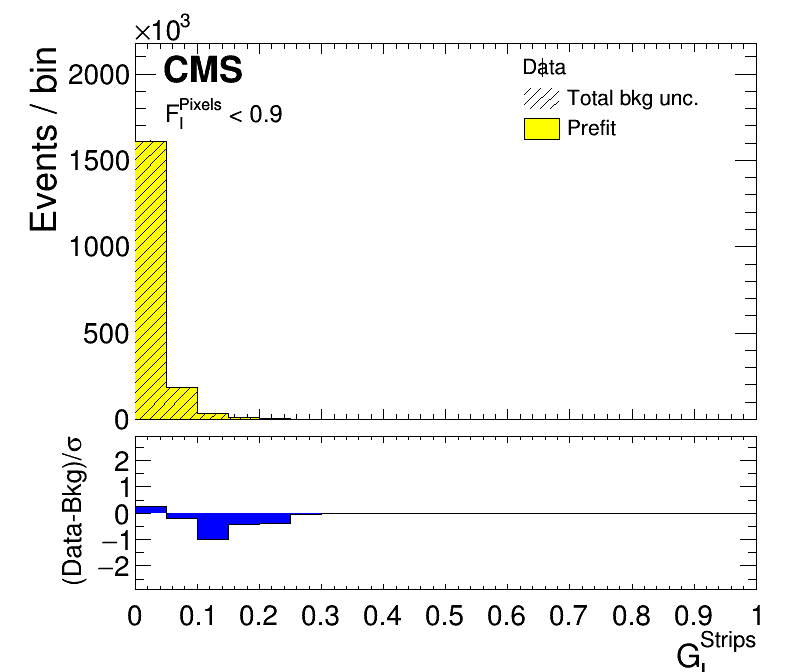 ×10³
Events / bin
2000
1500
1000
500
0
CMS
F_I^Pixels < 0.9
Data
Total bkg unc.
Prefit
(Data-Bkg)/σ
2
1
0
−1
−2
0 0.1 0.2 0.3 0.4 0.5 0.6 0.7 0.8 0.9 1
G_I^Strips